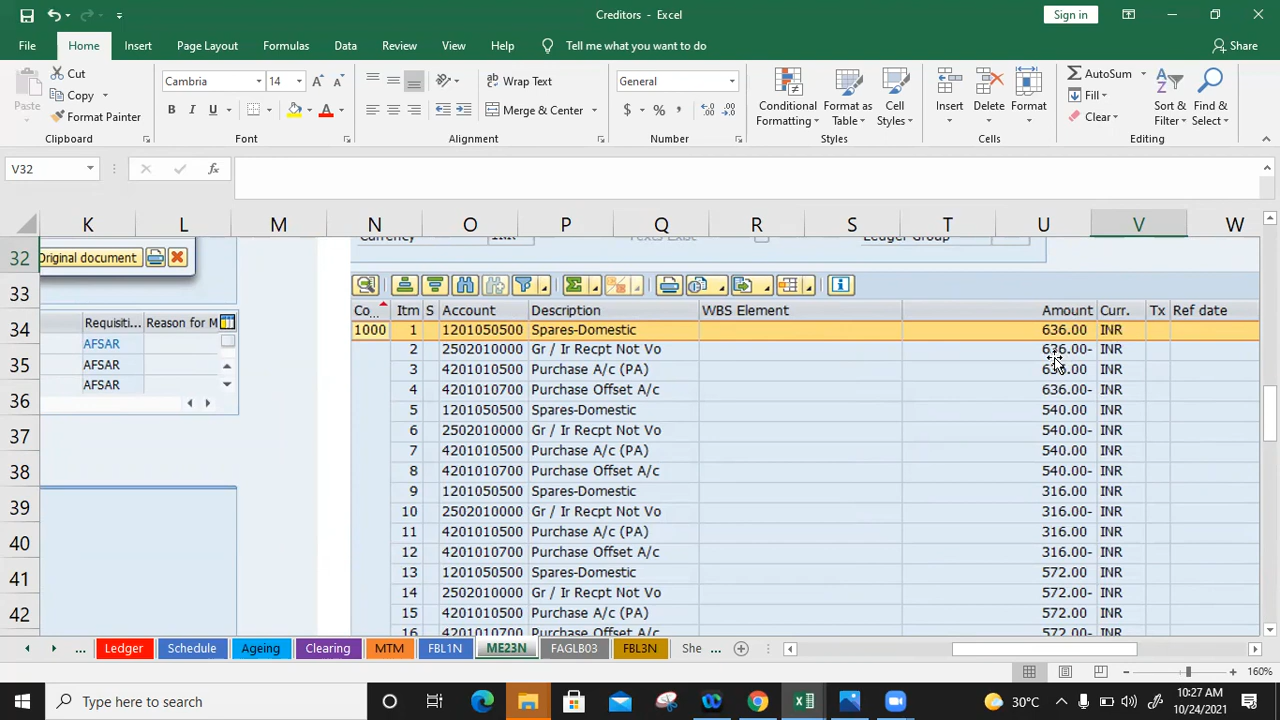 Creditors - Excel
Sign in
File Home Insert Page Layout Formulas Data Review View Help Tell me what you want to do Share
Paste Cut Copy Format Painter
Cambria 14 General
Wrap Text
Merge & Center
B I U
Conditional Formatting Format as Table Cell Styles
Insert Delete Format
AutoSum Fill Clear
Sort & Filter Find & Select
Clipboard Font Alignment Number Styles Cells Editing
V32 fx
K L M N O P Q R S T U V W
32 Original document
33
Co... Itm S Account Description WBS Element Amount Curr. Tx Ref date
34 Requisiti... Reason for M 1000 1 1201050500 Spares-Domestic 636.00 INR
AFSAR 2 2502010000 Gr / Ir Recpt Not Vo 636.00- INR
35 AFSAR 3 4201010500 Purchase A/c (PA) 636.00 INR
36 AFSAR 4 4201010700 Purchase Offset A/c 636.00- INR
5 1201050500 Spares-Domestic 540.00 INR
37 6 2502010000 Gr / Ir Recpt Not Vo 540.00- INR
7 4201010500 Purchase A/c (PA) 540.00 INR
38 8 4201010700 Purchase Offset A/c 540.00- INR
9 1201050500 Spares-Domestic 316.00 INR
39 10 2502010000 Gr / Ir Recpt Not Vo 316.00- INR
40 11 4201010500 Purchase A/c (PA) 316.00 INR
12 4201010700 Purchase Offset A/c 316.00- INR
41 13 1201050500 Spares-Domestic 572.00 INR
14 2502010000 Gr / Ir Recpt Not Vo 572.00- INR
42 15 4201010500 Purchase A/c (PA) 572.00 INR
16 4201010700 Purchase Offset A/c 572.00- INR
... Ledger Schedule Ageing Clearing MTM FBL1N ME23N FAGLB03 FBL3N She ...
160%
Type here to search
30°C
10:27 AM
10/24/2021